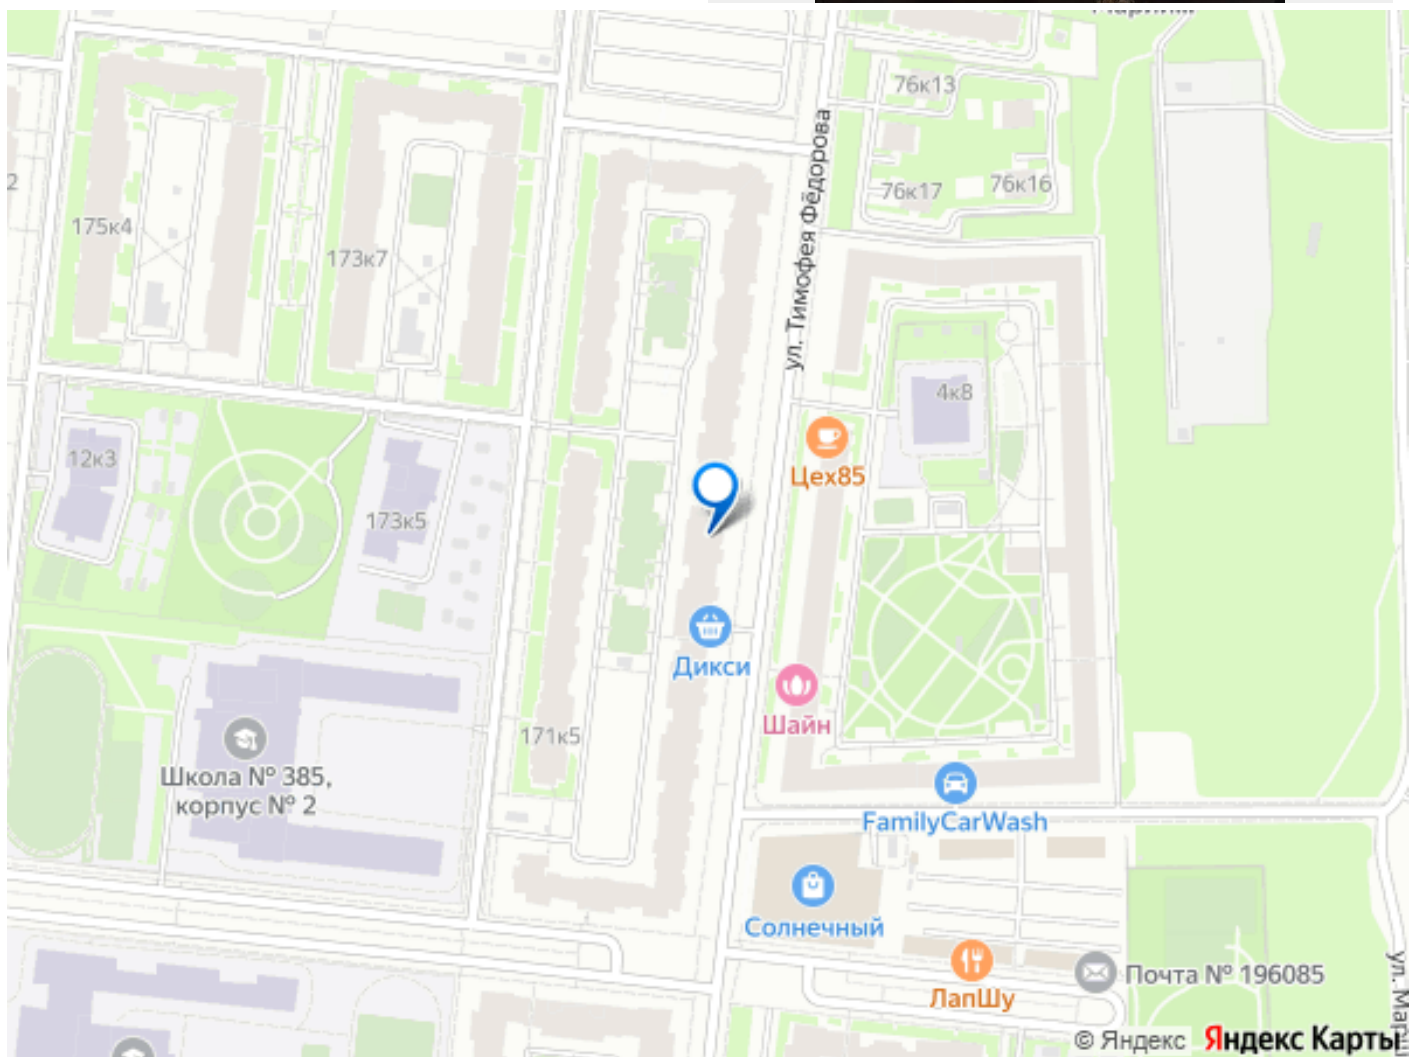 76к13
ул. Тимофея Фёдорова
2
76к17
76к16
175к4
173к7
4к8
12к3
Цех85
173к5
Дикси
Шайн
171к5
Школа № 385,
корпус № 2
FamilyCarWash
Солнечный
ЛапШу
Почта № 196085
© Яндекс Яндекс Карты